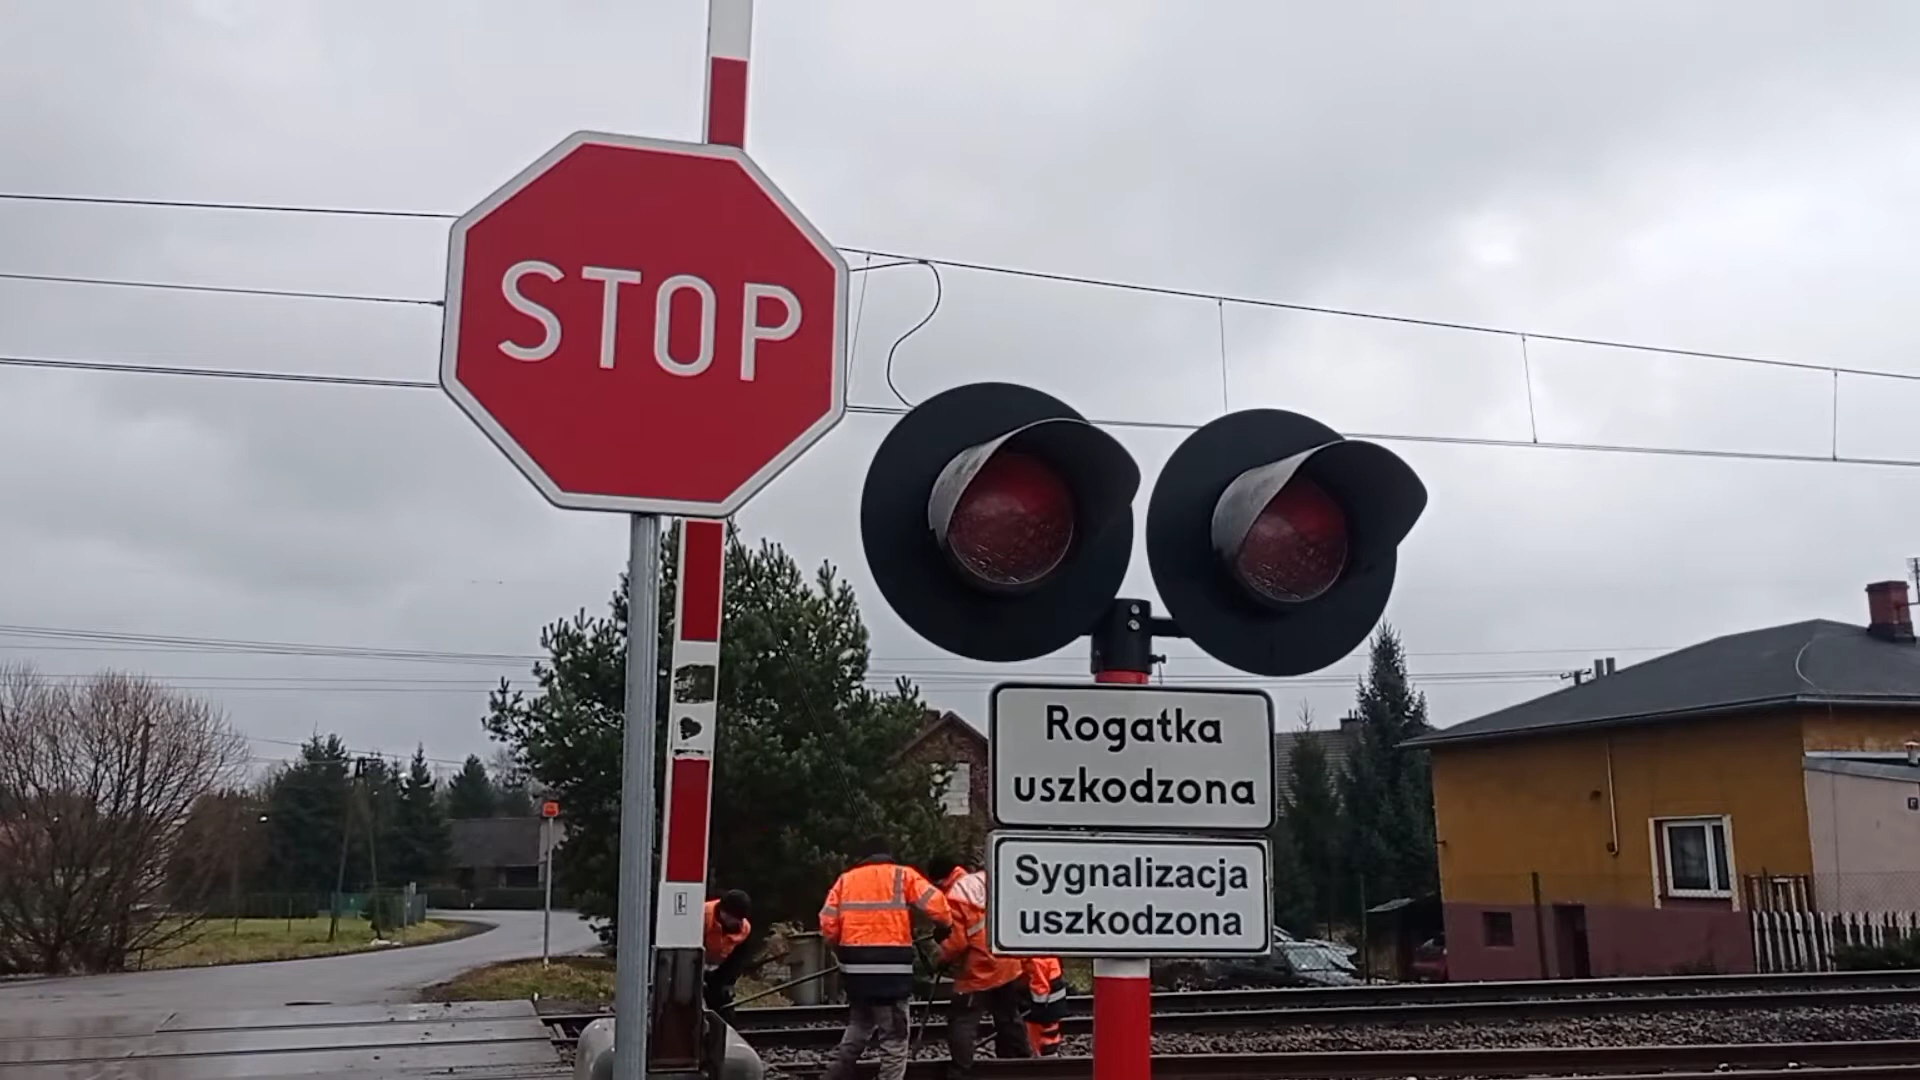 STOP
Rogatka
uszkodzona
Sygnalizacja
uszkodzona